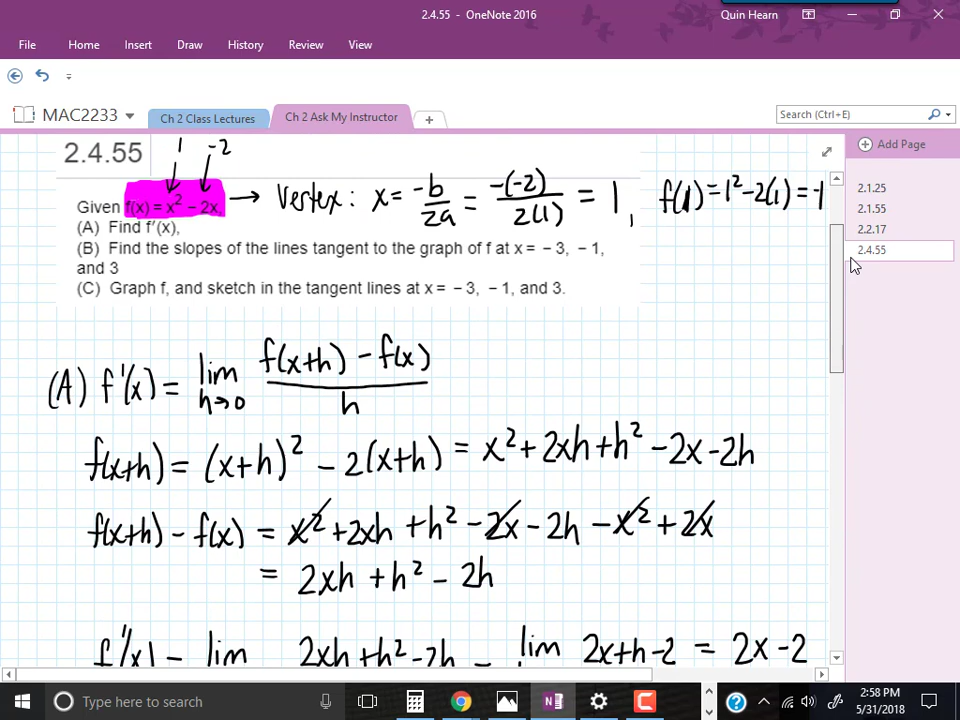 2.4.55 - OneNote 2016
Quin Hearn
File Home Insert Draw History Review View
MAC2233
Ch 2 Class Lectures
Ch 2 Ask My Instructor
Search (Ctrl+E)
Add Page
2.1.25
2.1.55
2.2.17
2.4.55
2.4.55
1 -2
Given f(x) = x² − 2x, → Vertex: x = -b/2a = -(-2)/2(1) = 1, f(1) = 1² - 2(1) = -1
(A) Find f′(x),
(B) Find the slopes of the lines tangent to the graph of f at x = − 3, − 1,
and 3
(C) Graph f, and sketch in the tangent lines at x = − 3, − 1, and 3.
(A) f'(x) = lim h→0 f(x+h) - f(x) / h
f(x+h) = (x+h)² - 2(x+h) = x² + 2xh + h² - 2x - 2h
f(x+h) - f(x) = x² + 2xh + h² - 2x - 2h - x² + 2x
= 2xh + h² - 2h
f'(x) = lim 2xh + h² - 2h = lim 2x + h - 2 = 2x - 2
Type here to search
2:58 PM
5/31/2018